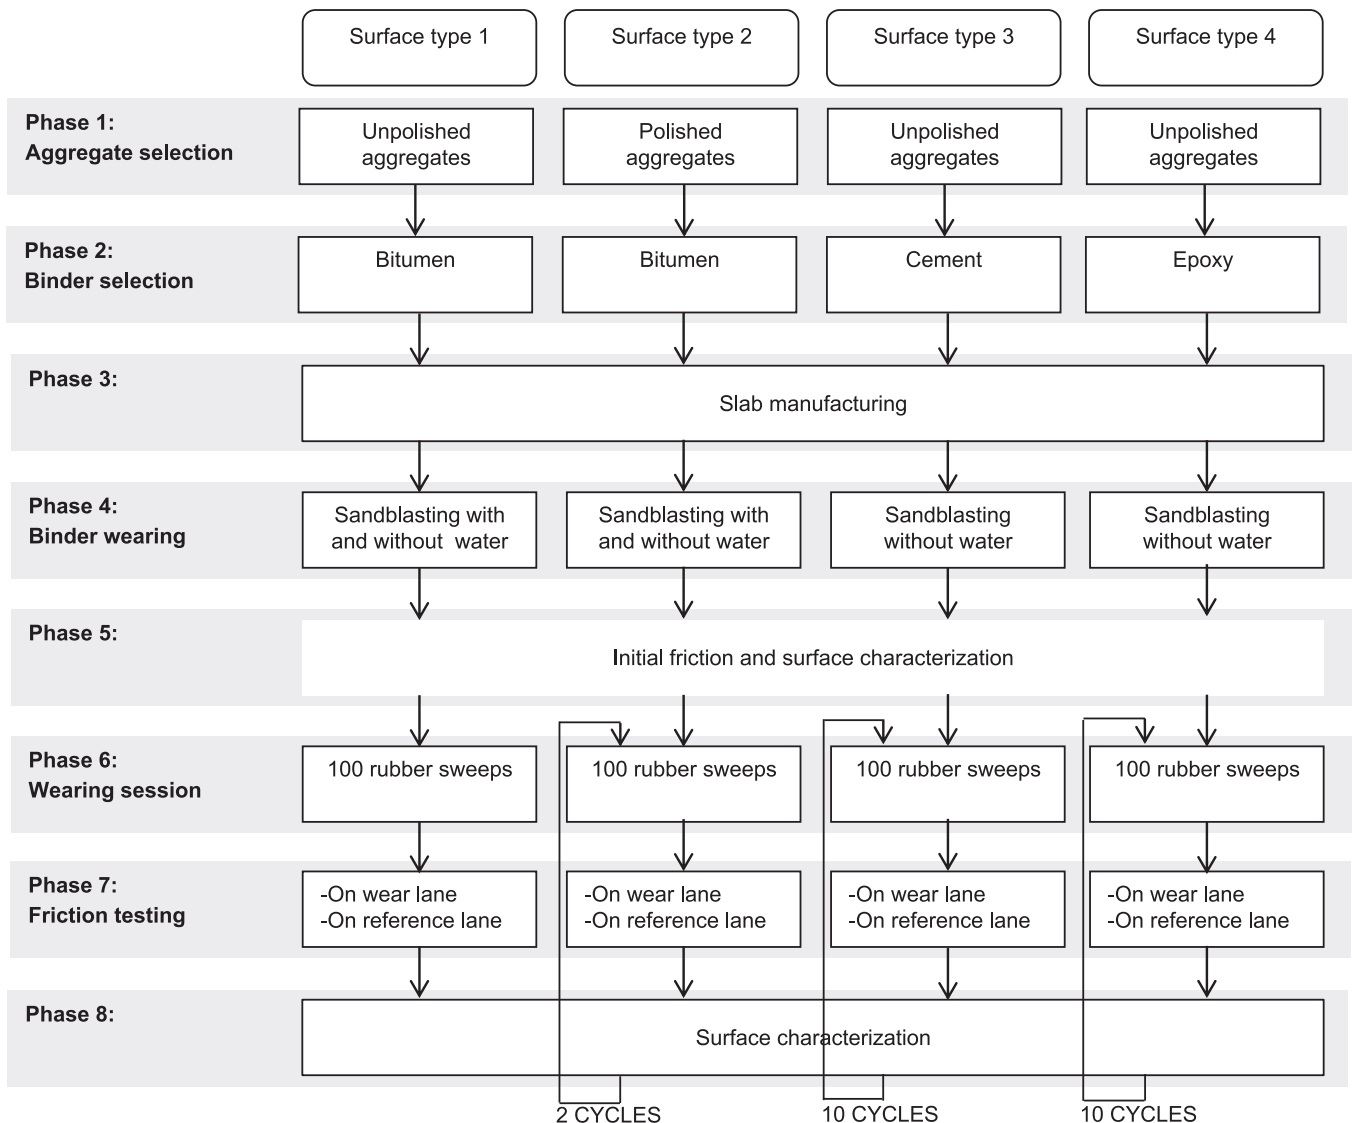 Surface type 1
Surface type 2
Surface type 3
Surface type 4
Phase 1:
Aggregate selection
Unpolished
aggregates
Polished
aggregates
Unpolished
aggregates
Unpolished
aggregates
Phase 2:
Binder selection
Bitumen
Bitumen
Cement
Epoxy
Phase 3:
Slab manufacturing
Phase 4:
Binder wearing
Sandblasting with
and without water
Sandblasting with
and without water
Sandblasting
without water
Sandblasting
without water
Phase 5:
Initial friction and surface characterization
Phase 6:
Wearing session
100 rubber sweeps
100 rubber sweeps
100 rubber sweeps
100 rubber sweeps
Phase 7:
Friction testing
-On wear lane
-On reference lane
-On wear lane
-On reference lane
-On wear lane
-On reference lane
-On wear lane
-On reference lane
Phase 8:
Surface characterization
2 CYCLES
10 CYCLES
10 CYCLES